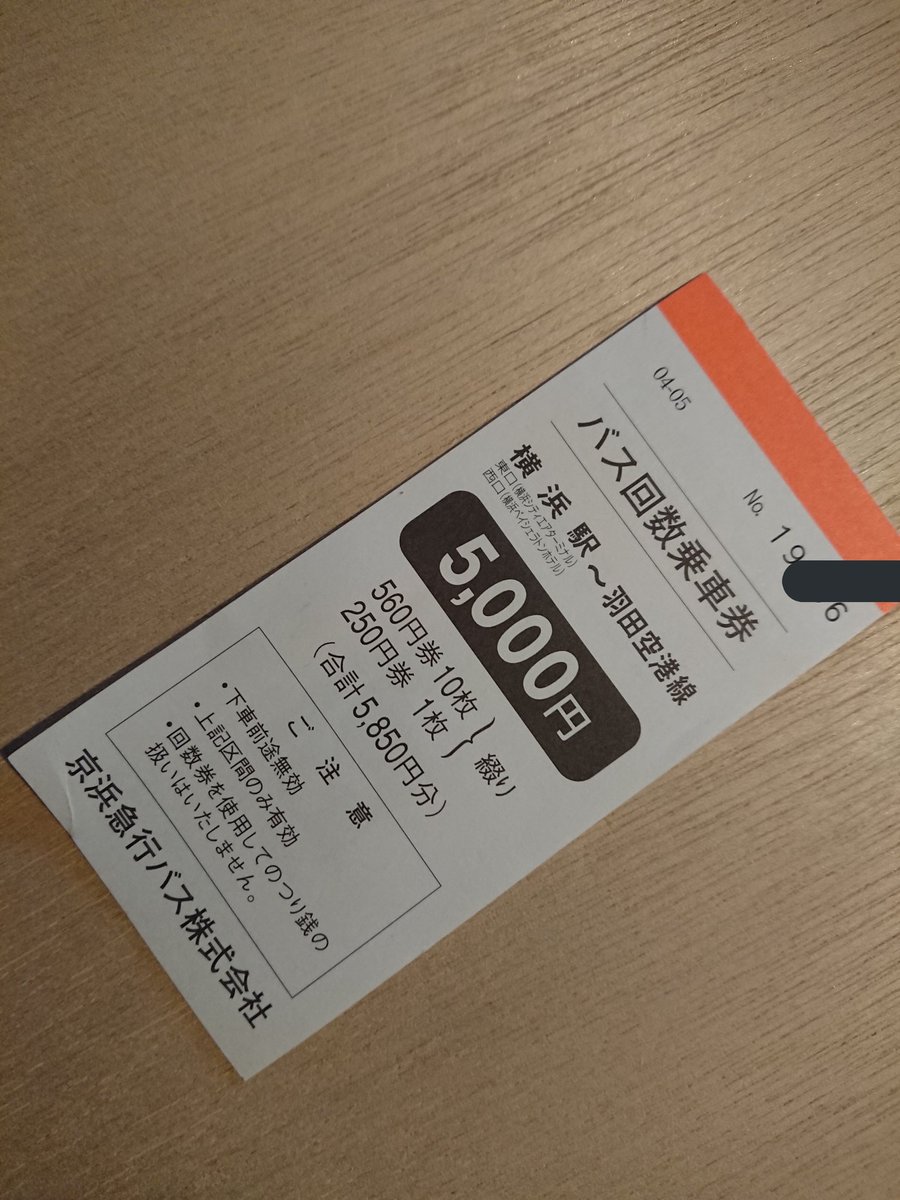 04-05
No. 19 6
バス回数乗車券
横浜駅〜羽田空港線
東口(横浜シティエアターミナル)
西口(横浜ベイシェラトンホテル)
5,000円
560円券 10枚
250円券 1枚
} 綴り
(合計5,850円分)
ご注意
・下車前途無効
・上記区間のみ有効
・回数券を使用してのつり銭の
扱いはいたしません。
京浜急行バス株式会社